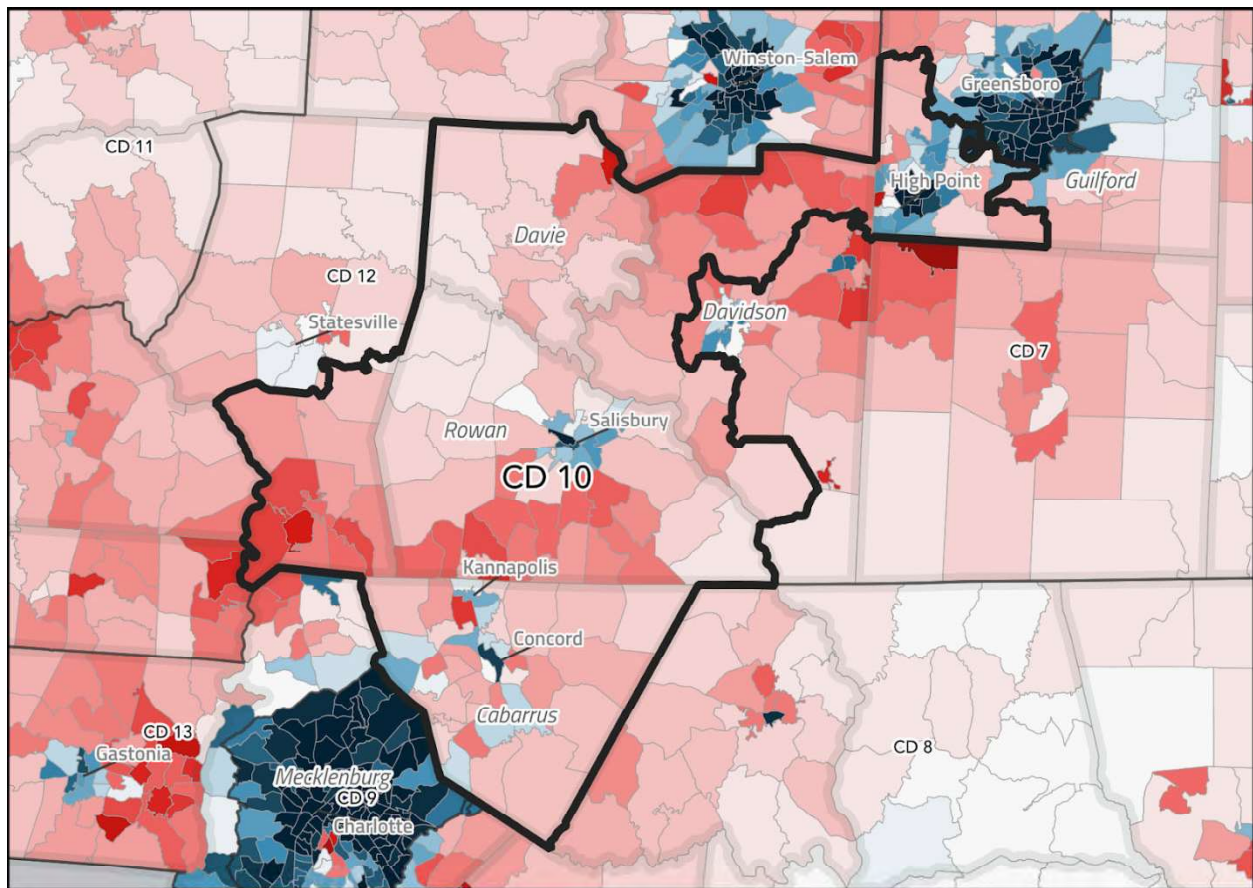 Winston-Salem
Greensboro
CD 11
High Point
Guilford
Davie
CD 12
Statesville
Davidson
CD 7
Rowan
Salisbury
CD 10
Kannapolis
Concord
Cabarrus
CD 13
Gastonia
CD 8
Mecklenburg
CD 9
Charlotte